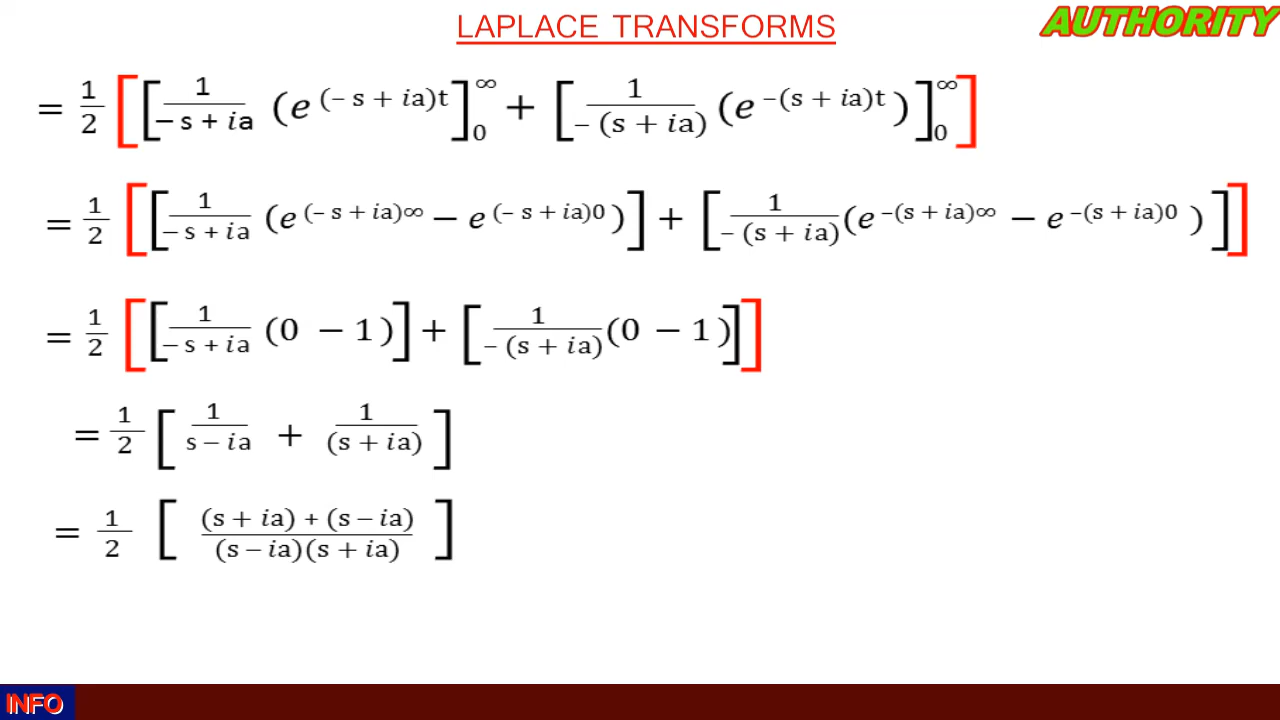 LAPLACE TRANSFORMS
AUTHORITY
= 1/2 [[1/(− s + ia) (e^(− s + ia)t]₀^∞ + [1/(− (s + ia)) (e^−(s + ia)t)]₀^∞]
= 1/2 [[1/(− s + ia) (e^(− s + ia)∞ − e^(− s + ia)0)] + [1/(− (s + ia)) (e^−(s + ia)∞ − e^−(s + ia)0)]]
= 1/2 [[1/(− s + ia) (0 − 1)] + [1/(− (s + ia)) (0 − 1)]]
= 1/2 [1/(s − ia) + 1/((s + ia))]
= 1/2 [((s + ia) + (s − ia))/((s − ia)(s + ia))]
INFO